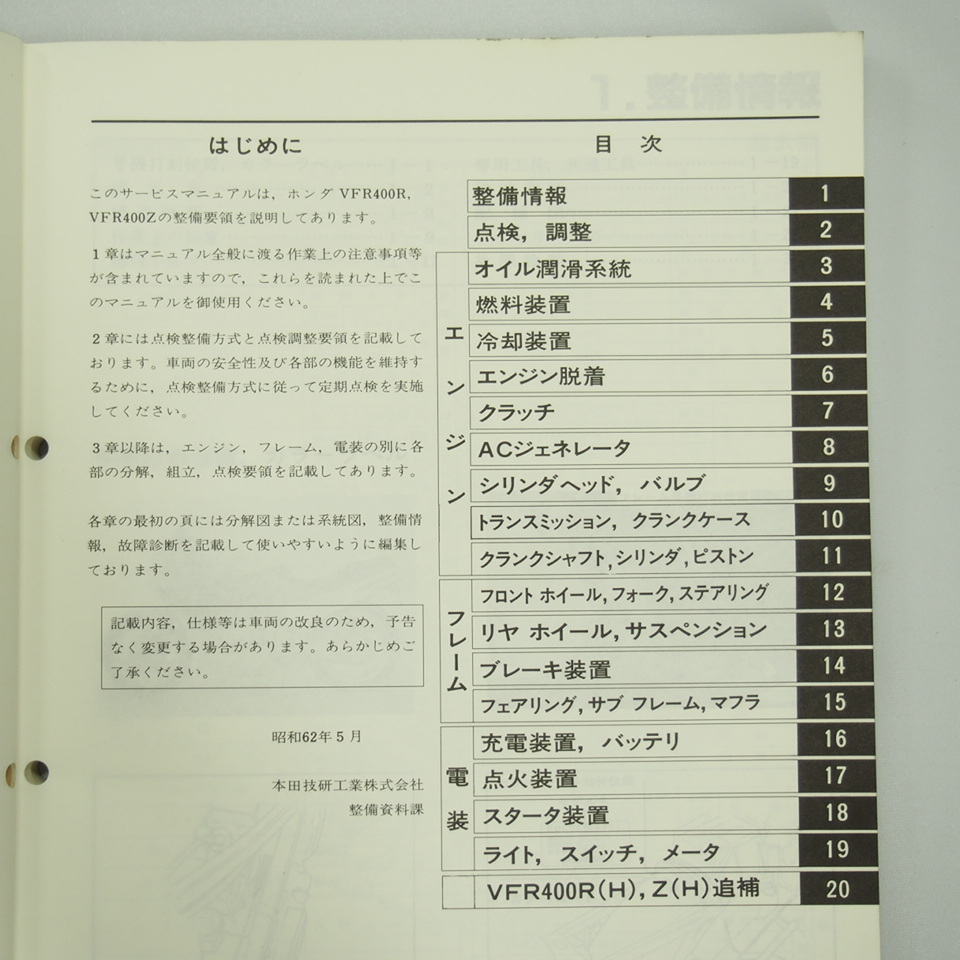 はじめに
このサービスマニュアルは，ホンダ VFR400R，
VFR400Zの整備要領を説明してあります。
1章はマニュアル全般に渡る作業上の注意事項等
が含まれていますので，これらを読まれた上でこ
のマニュアルを御使用ください。
2章には点検整備方式と点検調整要領を記載して
おります。車両の安全性及び各部の機能を維持す
るために，点検整備方式に従って定期点検を実施
してください。
3章以降は，エンジン，フレーム，電装の別に各
部の分解，組立，点検要領を記載してあります。
各章の最初の頁には分解図または系統図，整備情
報，故障診断を記載して使いやすいように編集し
ております。
記載内容，仕様等は車両の改良のため，予告
なく変更する場合があります。あらかじめご
了承ください。
昭和62年5月
本田技研工業株式会社
整備資料課
目次
整備情報 1
点検，調整 2
エンジン
オイル潤滑系統 3
燃料装置 4
冷却装置 5
エンジン脱着 6
クラッチ 7
ACジェネレータ 8
シリンダヘッド，バルブ 9
トランスミッション，クランクケース 10
クランクシャフト,シリンダ,ピストン 11
フレーム
フロント ホイール,フォーク,ステアリング 12
リヤ ホイール,サスペンション 13
ブレーキ装置 14
フェアリング,サブ フレーム,マフラ 15
電装
充電装置，バッテリ 16
点火装置 17
スタータ装置 18
ライト，スイッチ，メータ 19
VFR400R(H),Z(H)追補 20
1．整備情報